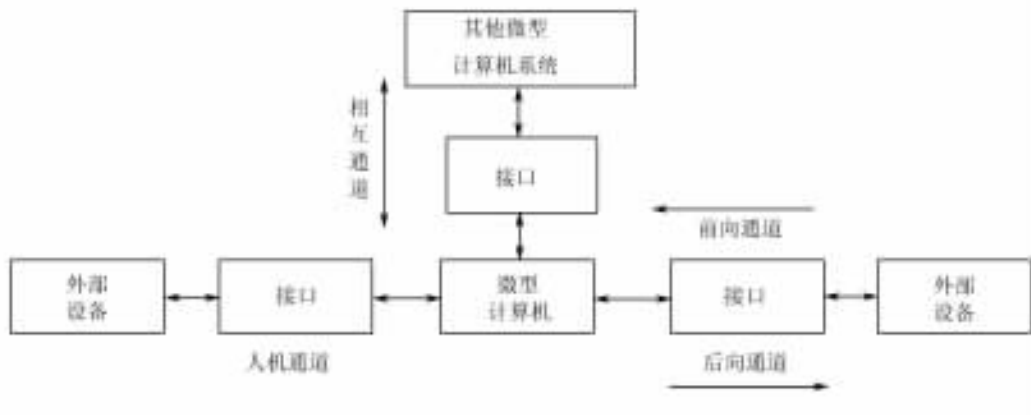 其他微型
计算机系统
相互通道
接口
前向通道
外部
设备
接口
微型
计算机
接口
外部
设备
人机通道
后向通道